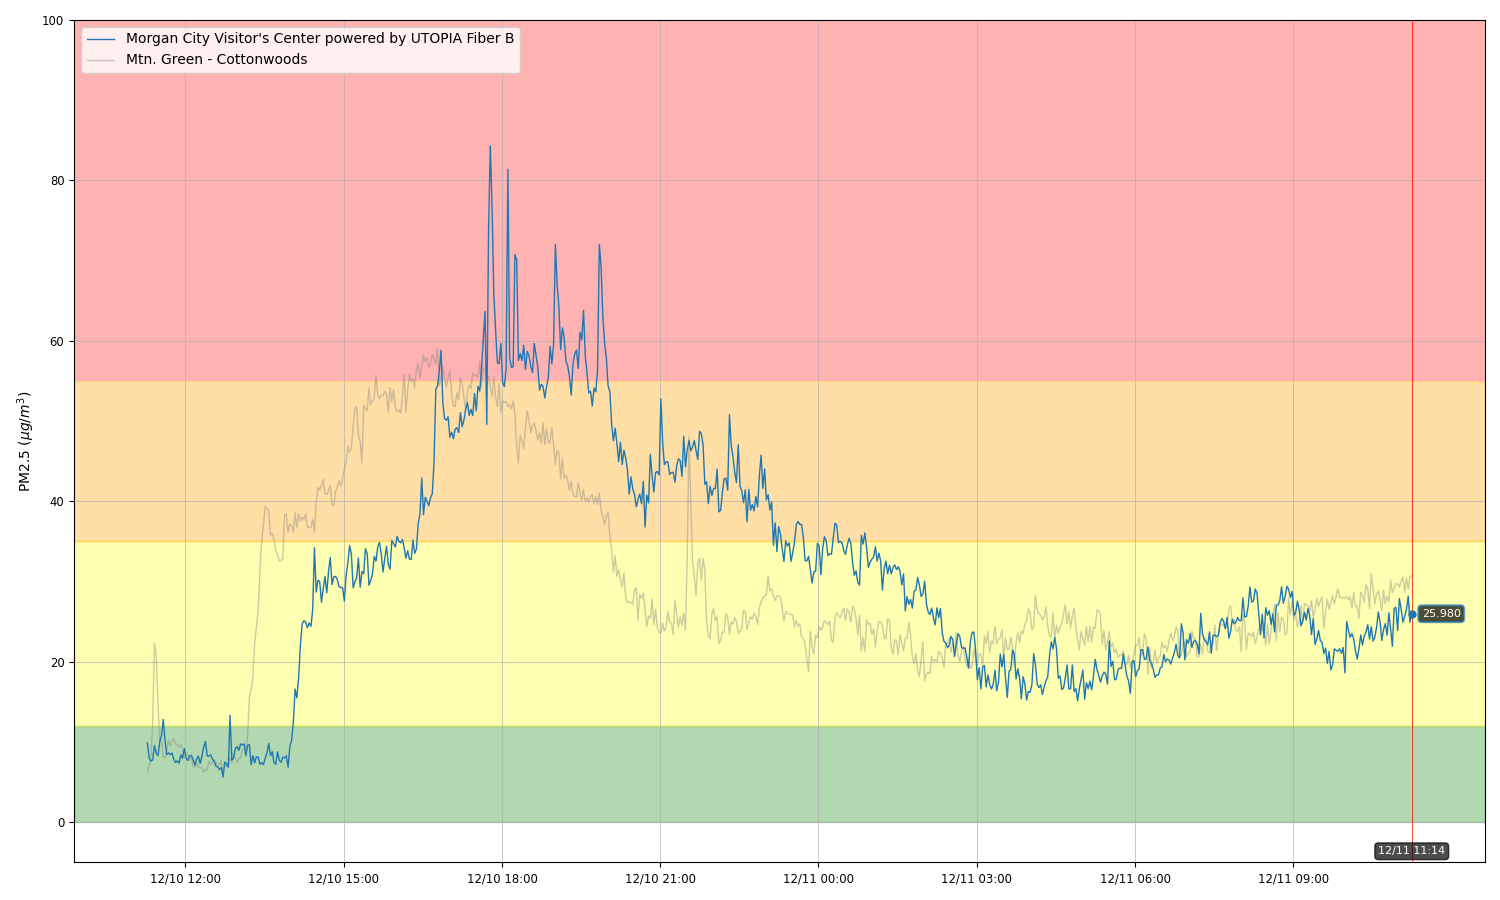 100
Morgan City Visitor's Center powered by UTOPIA Fiber B
Mtn. Green - Cottonwoods
80
60
PM2.5 (μg/m³)
40
25.980
20
0
12/11 11:14
12/10 12:00 12/10 15:00 12/10 18:00 12/10 21:00 12/11 00:00 12/11 03:00 12/11 06:00 12/11 09:00